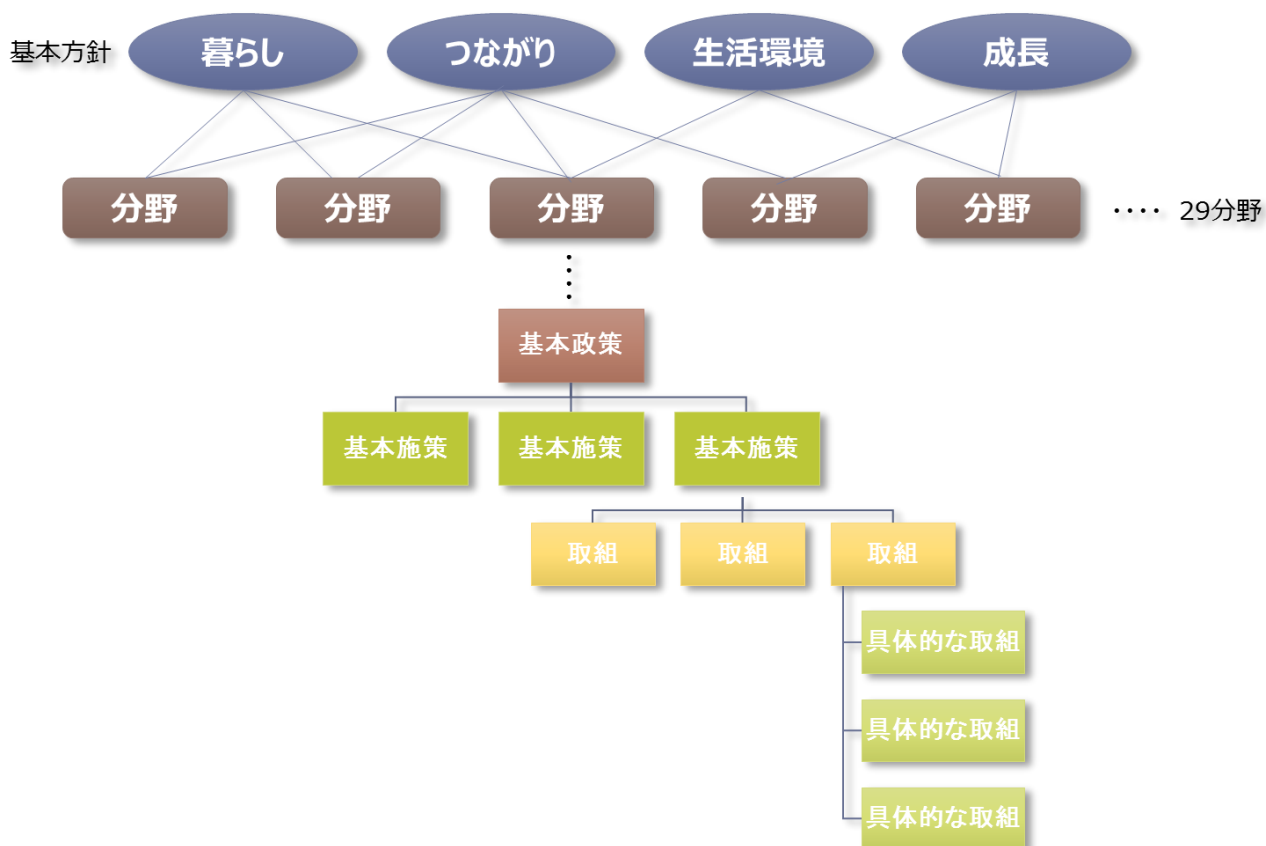 基本方針
暮らし
つながり
生活環境
成長
分野
分野
分野
分野
分野
‥‥ 29分野
基本政策
基本施策
基本施策
基本施策
取組
取組
取組
具体的な取組
具体的な取組
具体的な取組